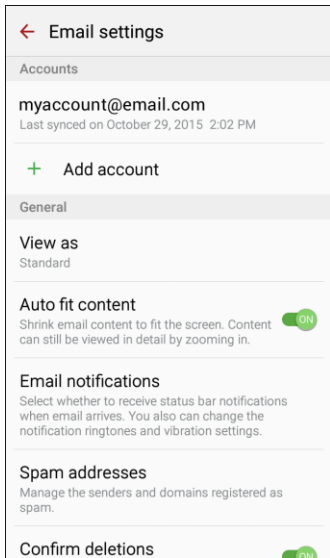 Email settings
Accounts
myaccount@email.com
Last synced on October 29, 2015 2:02 PM
+ Add account
General
View as
Standard
Auto fit content
Shrink email content to fit the screen. Content
can still be viewed in detail by zooming in.
ON
Email notifications
Select whether to receive status bar notifications
when email arrives. You also can change the
notification ringtones and vibration settings.
Spam addresses
Manage the senders and domains registered as
spam.
Confirm deletions
ON